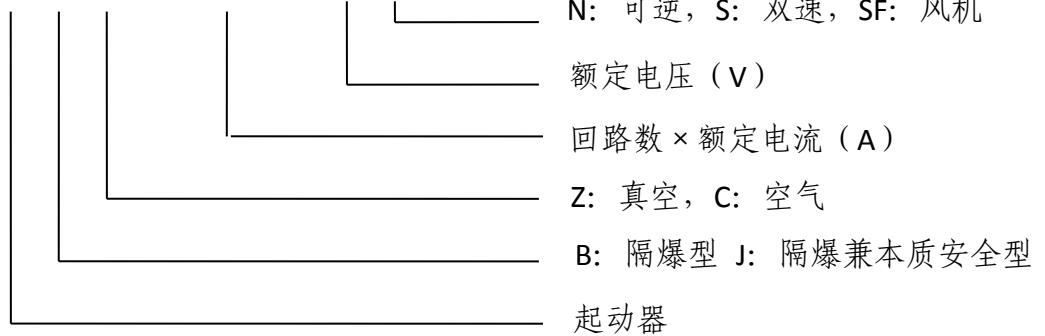 N: 可逆，S: 双速，SF: 风机
额定电压（V）
回路数×额定电流（A）
Z: 真空，C: 空气
B: 隔爆型 J: 隔爆兼本质安全型
起动器